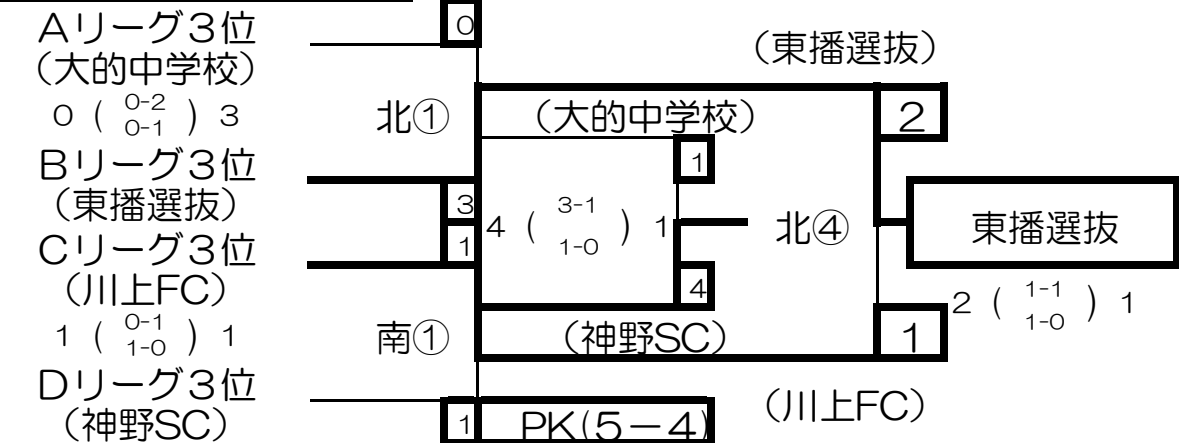 Aリーグ３位
（大的中学校）
0 ( 0-2 0-1 ) 3
Bリーグ３位
（東播選抜）
Cリーグ３位
（川上FC）
1 ( 0-1 1-0 ) 1
Dリーグ３位
（神野SC）
0
北①
3
1
南①
1
PK(5－4)
（東播選抜）
（大的中学校）
2
1
4 ( 3-1 1-0 ) 1
北④
4
（神野SC）
1
（川上FC）
東播選抜
2 ( 1-1 1-0 ) 1